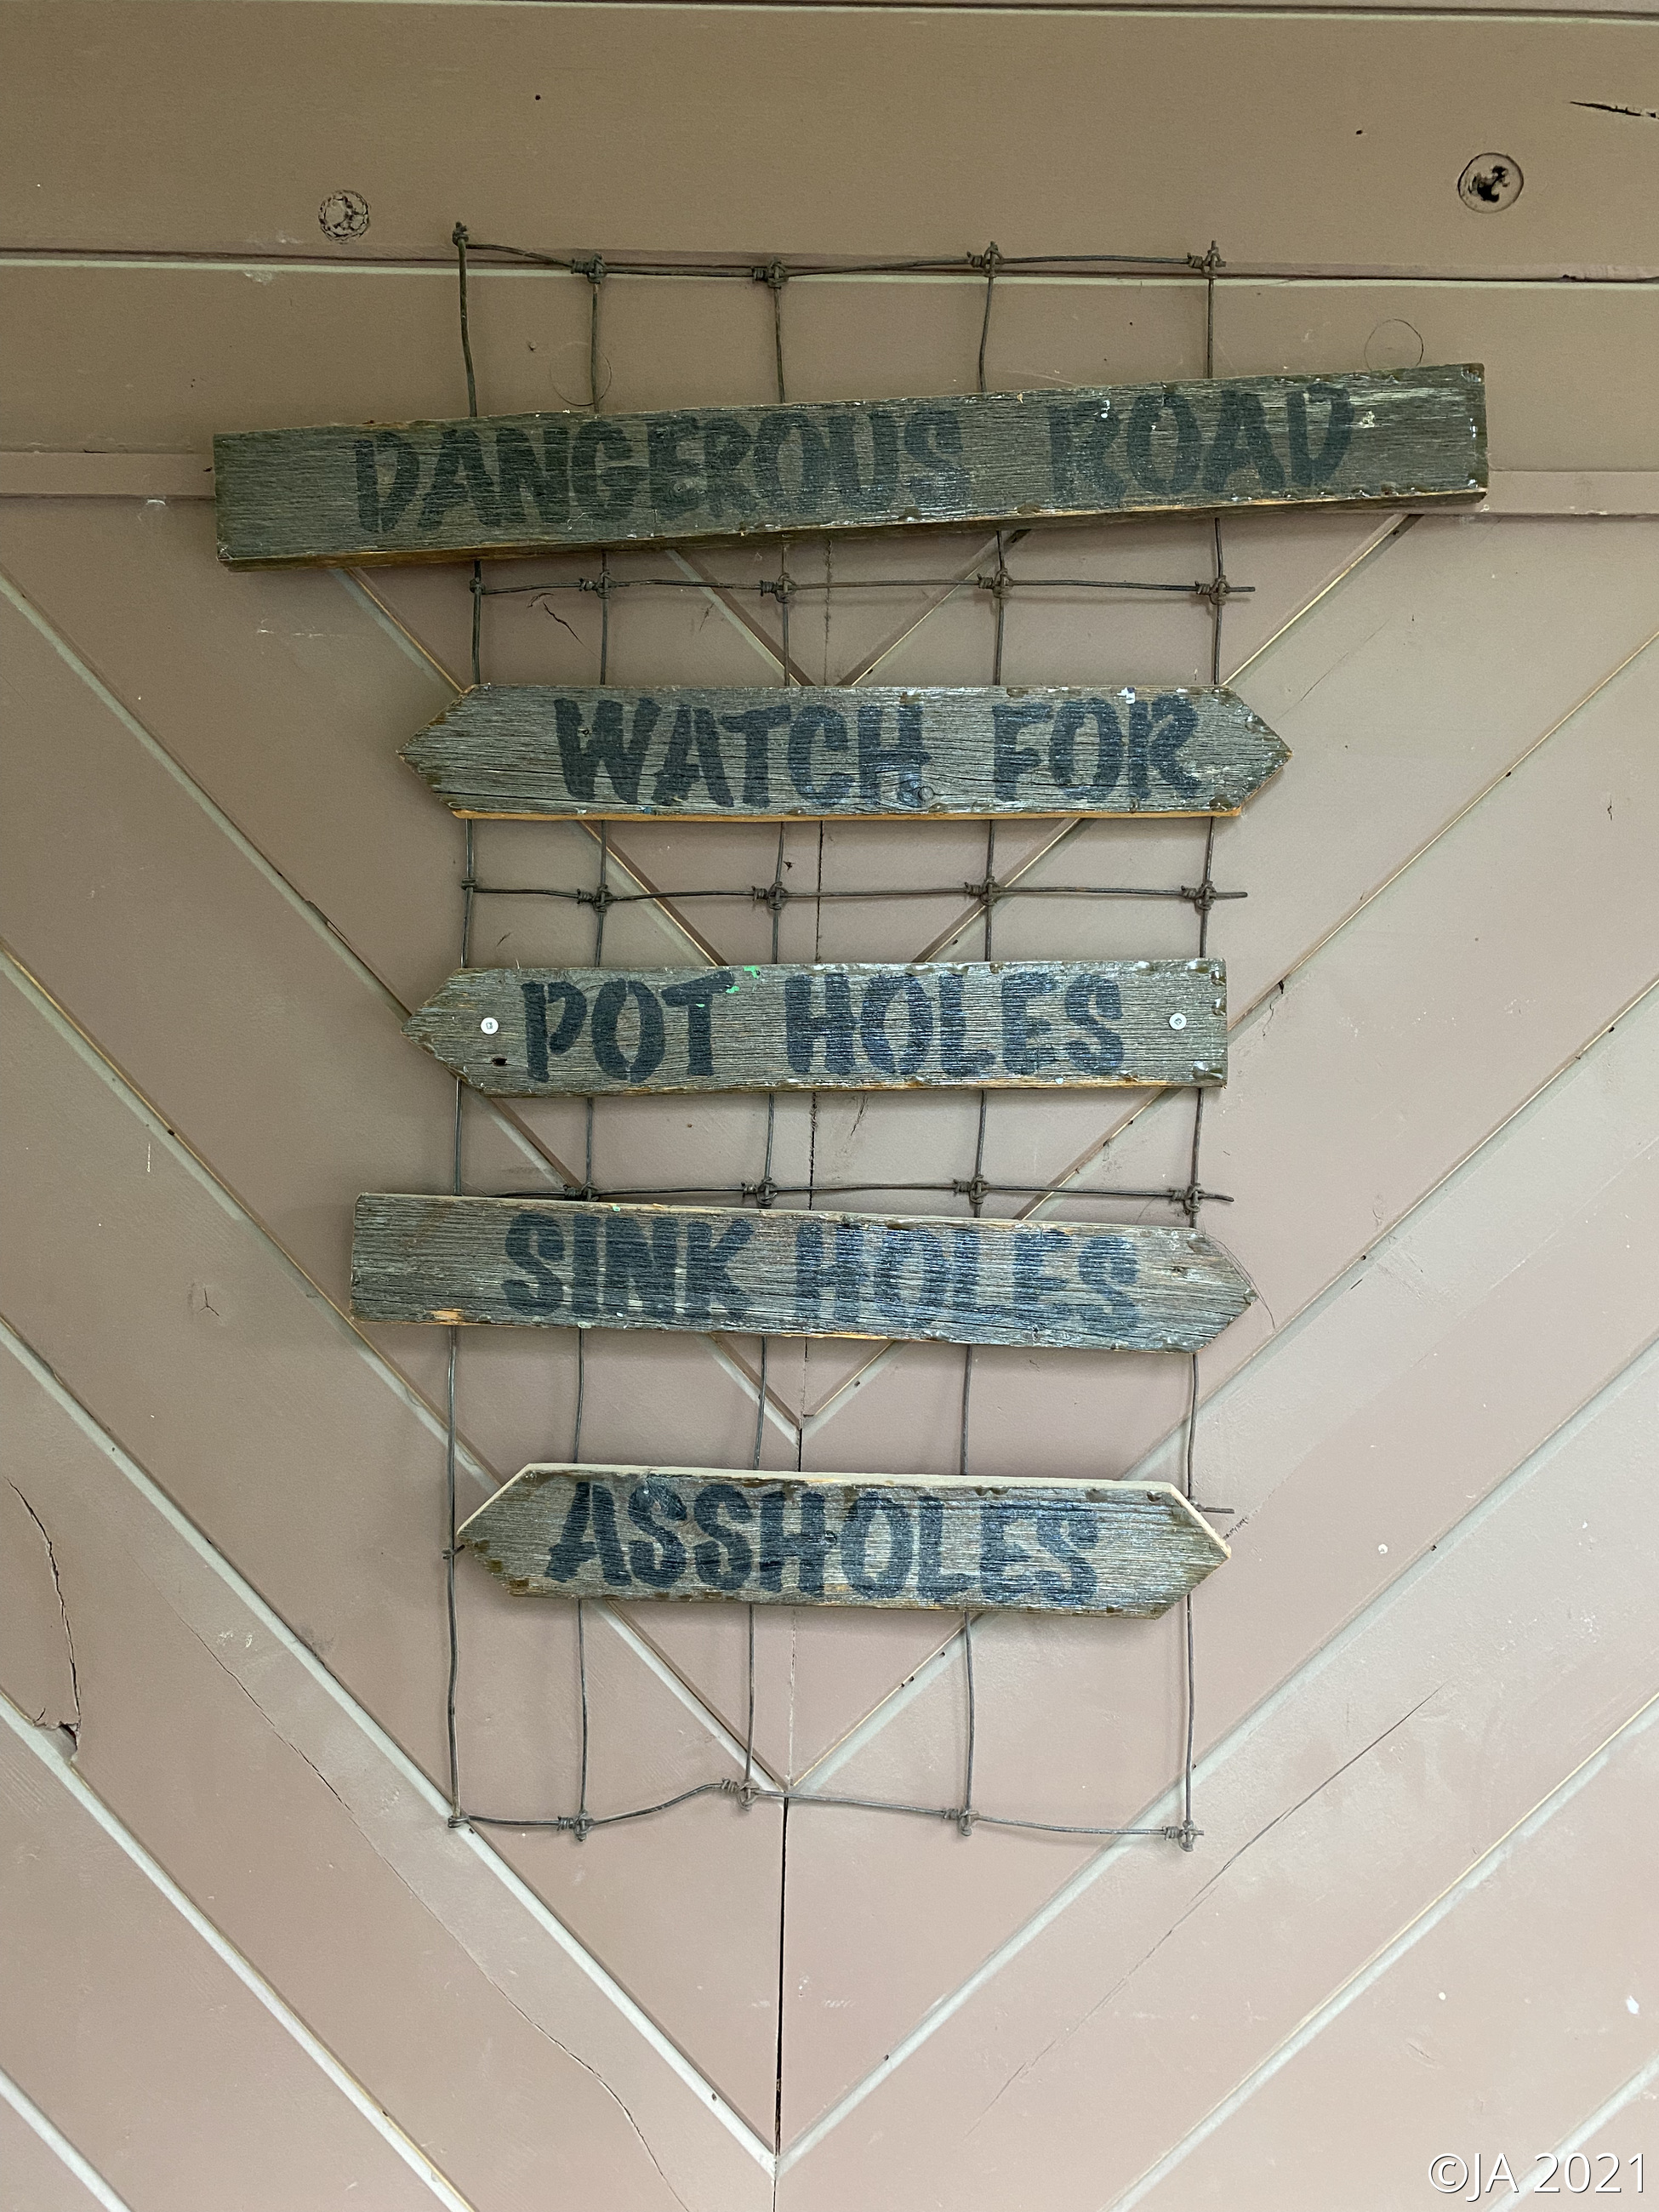 DANGEROUS ROAD
WATCH FOR
POT HOLES
SINK HOLES
ASSHOLES
©JA 2021